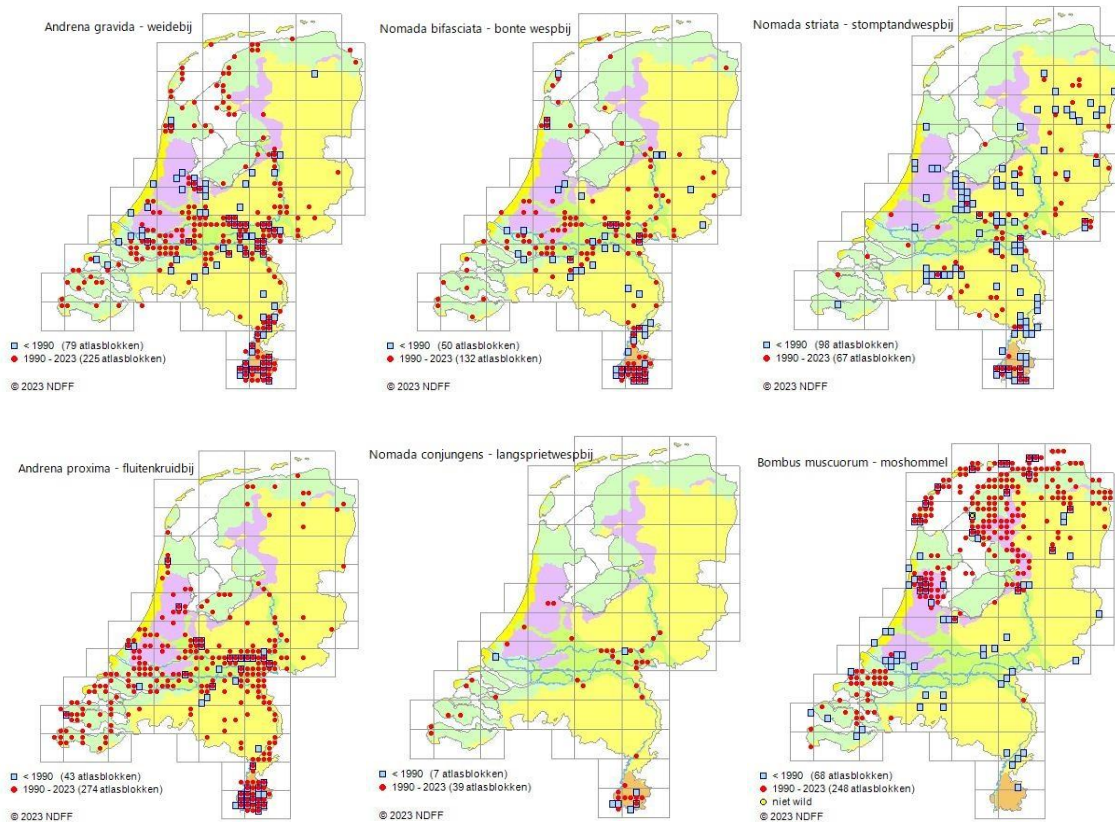 Andrena gravida - weidebij
< 1990 (79 atlasblokken)
1990 - 2023 (225 atlasblokken)
© 2023 NDFF
Nomada bifasciata - bonte wespbij
< 1990 (50 atlasblokken)
1990 - 2023 (132 atlasblokken)
© 2023 NDFF
Nomada striata - stomptandwespbij
< 1990 (98 atlasblokken)
1990 - 2023 (67 atlasblokken)
© 2023 NDFF
Andrena proxima - fluitenkruidbij
< 1990 (43 atlasblokken)
1990 - 2023 (274 atlasblokken)
© 2023 NDFF
Nomada conjungens - langsprietwespbij
< 1990 (7 atlasblokken)
1990 - 2023 (39 atlasblokken)
© 2023 NDFF
Bombus muscuorum - moshommel
< 1990 (68 atlasblokken)
1990 - 2023 (248 atlasblokken)
niet wild
© 2023 NDFF